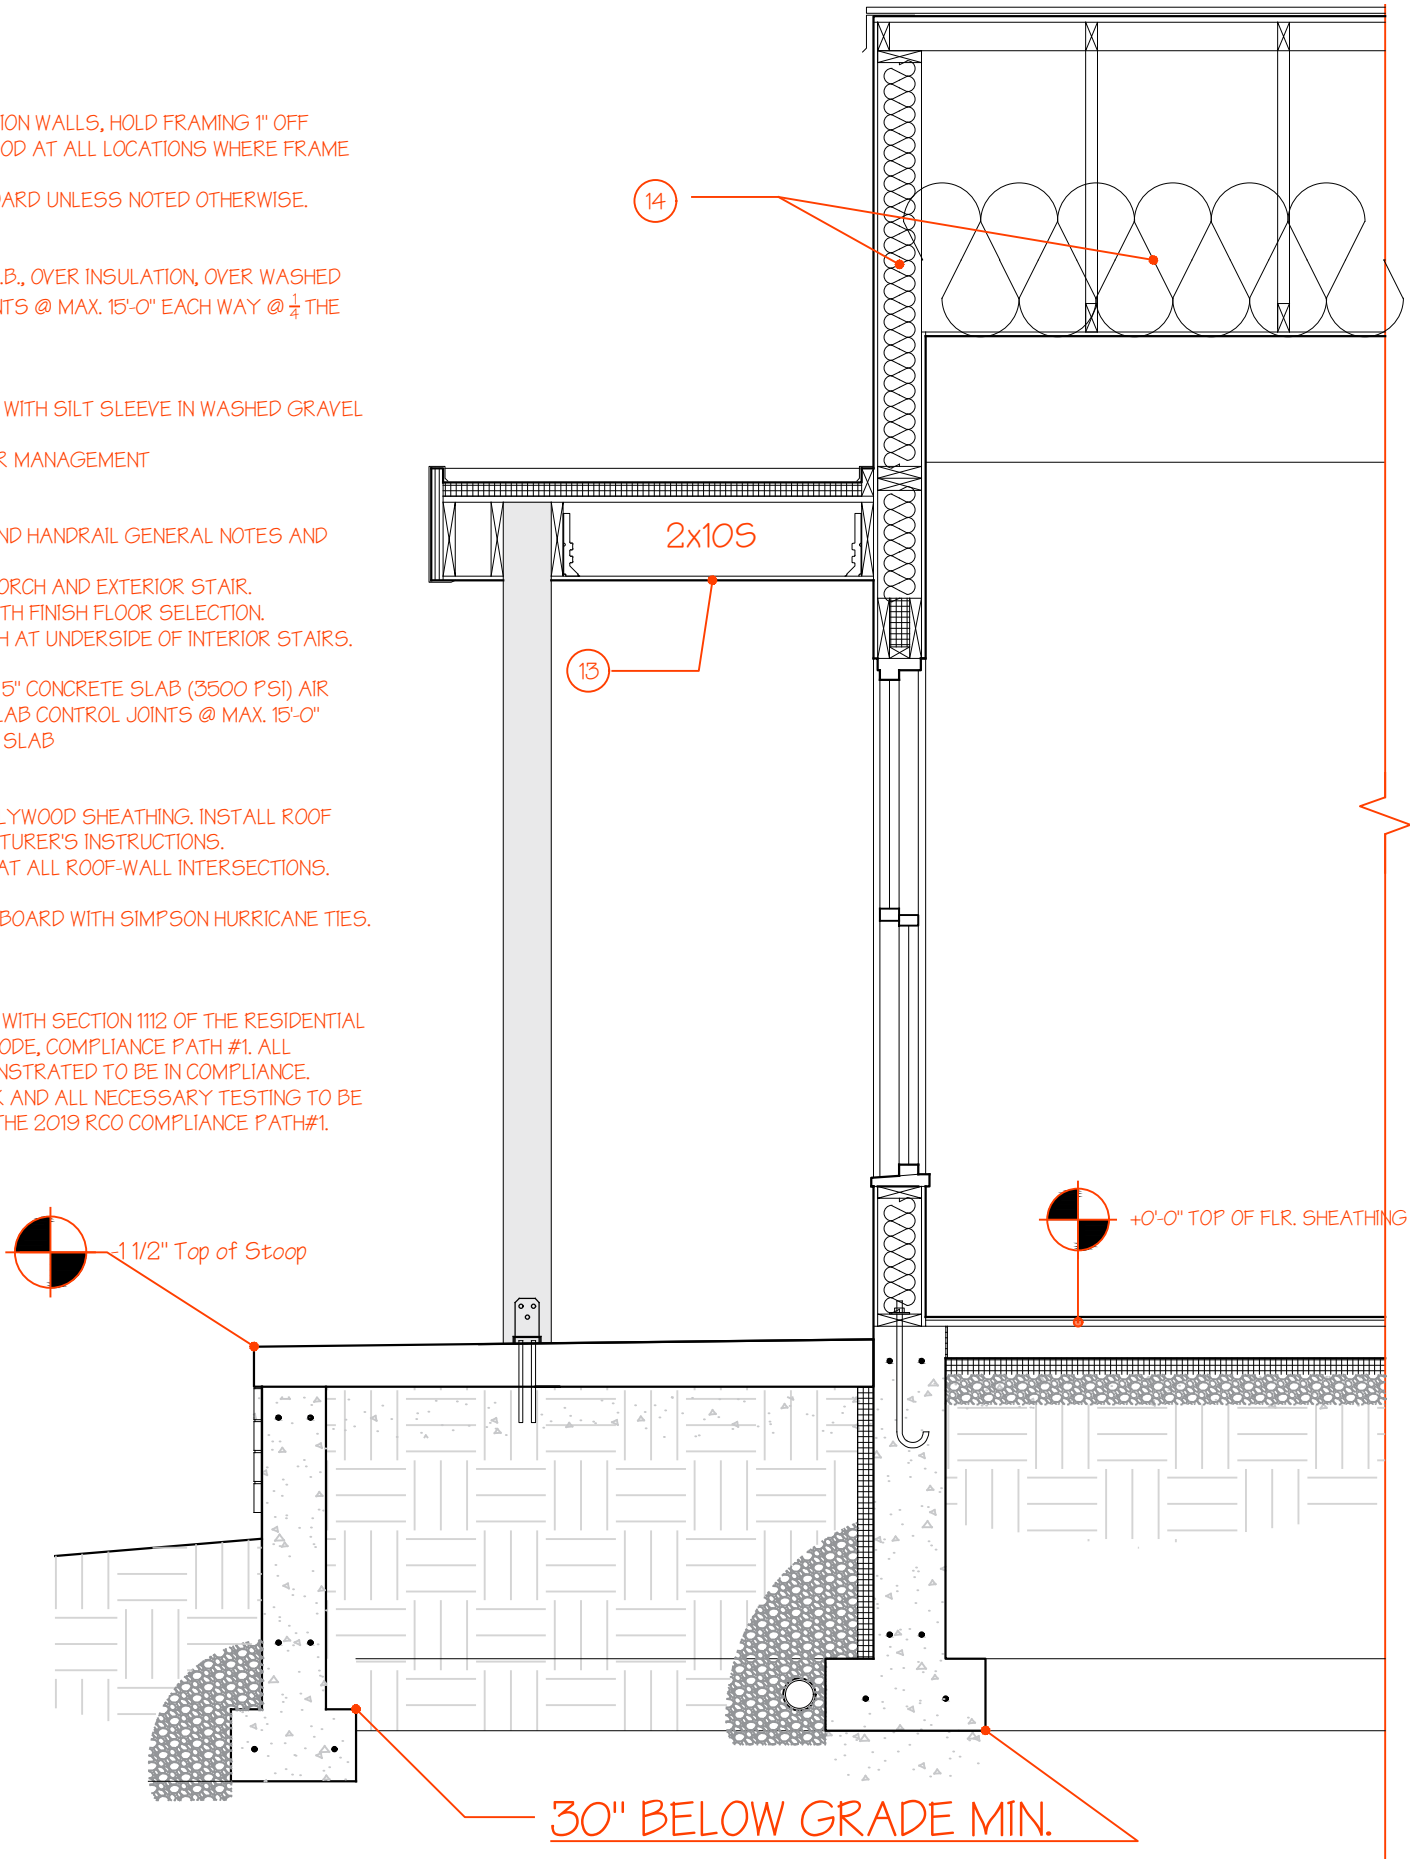 ION WALLS, HOLD FRAMING 1" OFF
OD AT ALL LOCATIONS WHERE FRAME
ARD UNLESS NOTED OTHERWISE.
.B., OVER INSULATION, OVER WASHED
NTS @ MAX. 15'-0" EACH WAY @ 1/4 THE
WITH SILT SLEEVE IN WASHED GRAVEL
R MANAGEMENT
ND HANDRAIL GENERAL NOTES AND
ORCH AND EXTERIOR STAIR.
TH FINISH FLOOR SELECTION.
H AT UNDERSIDE OF INTERIOR STAIRS.
5" CONCRETE SLAB (3500 PSI) AIR
LAB CONTROL JOINTS @ MAX. 15'-0"
SLAB
LYWOOD SHEATHING. INSTALL ROOF
TURER'S INSTRUCTIONS.
AT ALL ROOF-WALL INTERSECTIONS.
BOARD WITH SIMPSON HURRICANE TIES.
WITH SECTION 1112 OF THE RESIDENTIAL
ODE, COMPLIANCE PATH #1. ALL
NSTRATED TO BE IN COMPLIANCE.
K AND ALL NECESSARY TESTING TO BE
THE 2019 RCO COMPLIANCE PATH#1.
14
2x10S
13
-1 1/2" Top of Stoop
+0'-0" TOP OF FLR. SHEATHING
30" BELOW GRADE MIN.